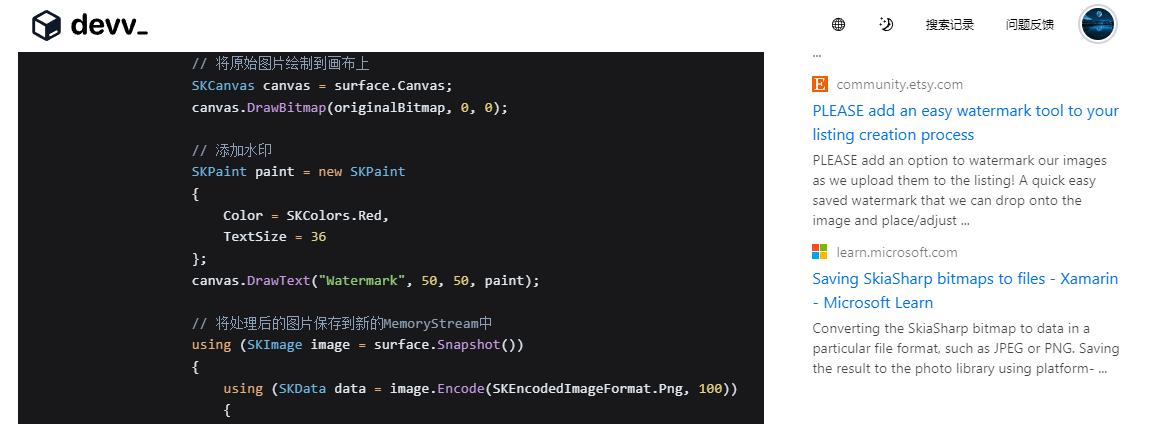 devv_
搜索记录
问题反馈
// 将原始图片绘制到画布上
SKCanvas canvas = surface.Canvas;
canvas.DrawBitmap(originalBitmap, 0, 0);
// 添加水印
SKPaint paint = new SKPaint
{
Color = SKColors.Red,
TextSize = 36
};
canvas.DrawText("Watermark", 50, 50, paint);
// 将处理后的图片保存到新的MemoryStream中
using (SKImage image = surface.Snapshot())
{
using (SKData data = image.Encode(SKEncodedImageFormat.Png, 100))
{
...
community.etsy.com
PLEASE add an easy watermark tool to your
listing creation process
PLEASE add an option to watermark our images
as we upload them to the listing! A quick easy
saved watermark that we can drop onto the
image and place/adjust ...
learn.microsoft.com
Saving SkiaSharp bitmaps to files - Xamarin
- Microsoft Learn
Converting the SkiaSharp bitmap to data in a
particular file format, such as JPEG or PNG. Saving
the result to the photo library using platform- ...